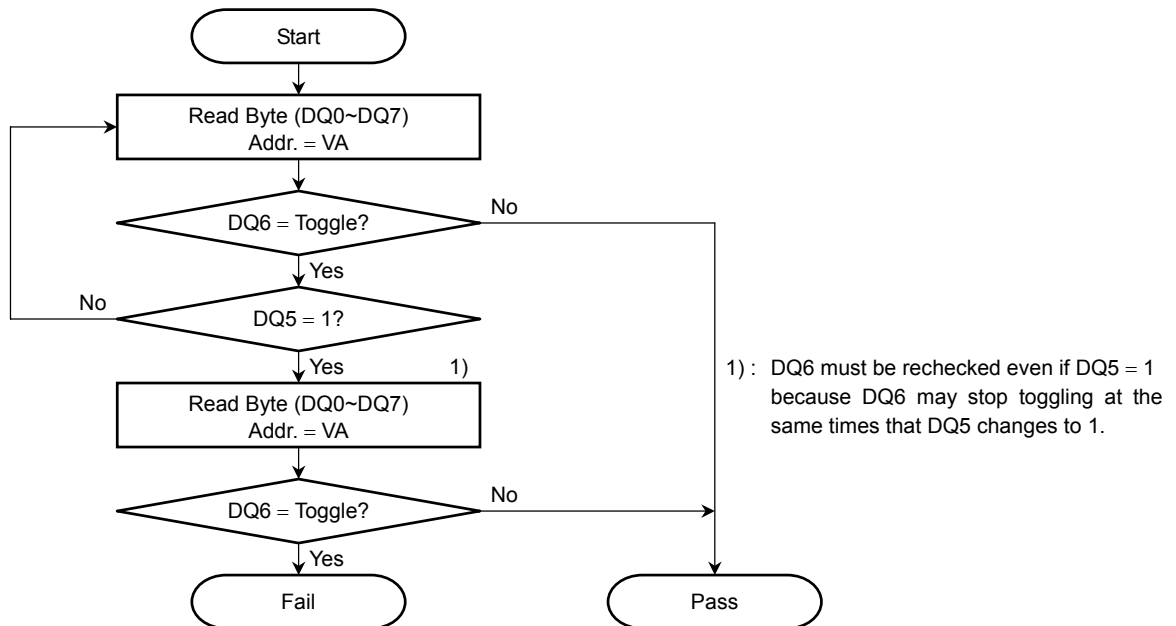 Start
Read Byte (DQ0~DQ7)
Addr. = VA
DQ6 = Toggle?
No
Yes
No
DQ5 = 1?
Yes
1)
Read Byte (DQ0~DQ7)
Addr. = VA
1) : DQ6 must be rechecked even if DQ5 = 1
because DQ6 may stop toggling at the
same times that DQ5 changes to 1.
DQ6 = Toggle?
No
Yes
Fail
Pass